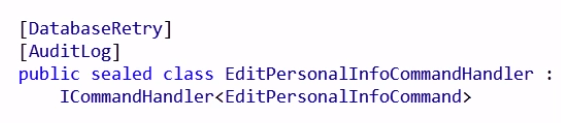 [DatabaseRetry]
[AuditLog]
public sealed class EditPersonalInfoCommandHandler :
    ICommandHandler<EditPersonalInfoCommand>